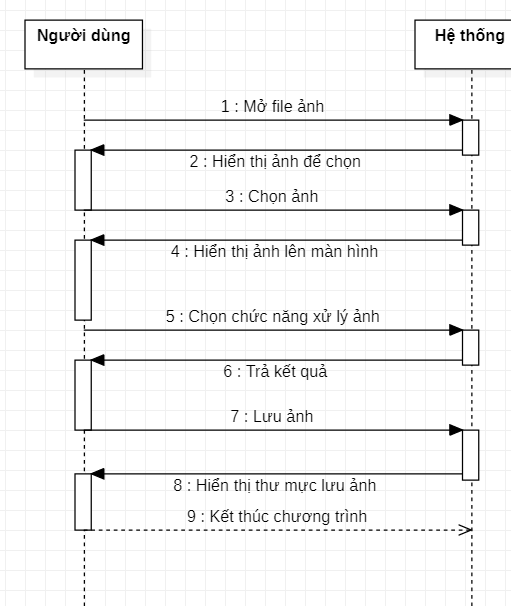 Người dùng
Hệ thống
1 : Mở file ảnh
2 : Hiển thị ảnh để chọn
3 : Chọn ảnh
4 : Hiển thị ảnh lên màn hình
5 : Chọn chức năng xử lý ảnh
6 : Trả kết quả
7 : Lưu ảnh
8 : Hiển thị thư mực lưu ảnh
9 : Kết thúc chương trình